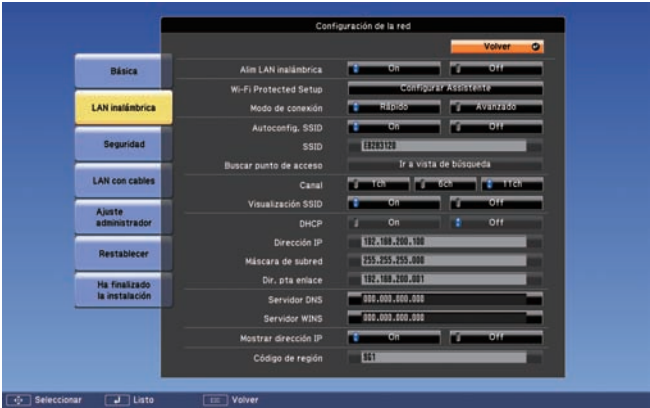 Configuración de la red
Volver
Básica
LAN inalámbrica
Seguridad
LAN con cables
Ajuste
administrador
Restablecer
Ha finalizado
la instalación
Alim LAN inalámbrica On Off
Wi-Fi Protected Setup Configurar Assistente
Modo de conexión Rápido Avanzado
Autoconfig. SSID On Off
SSID
Buscar punto de acceso Ir a vista de búsqueda
Canal 1ch 6ch 11ch
Visualización SSID On Off
DHCP On Off
Dirección IP 192.168.200.100
Máscara de subred 255.255.255.000
Dir. pta enlace 192.168.200.001
Servidor DNS 000.000.000.000
Servidor WINS 000.000.000.000
Mostrar dirección IP On Off
Código de región
Seleccionar Listo Volver